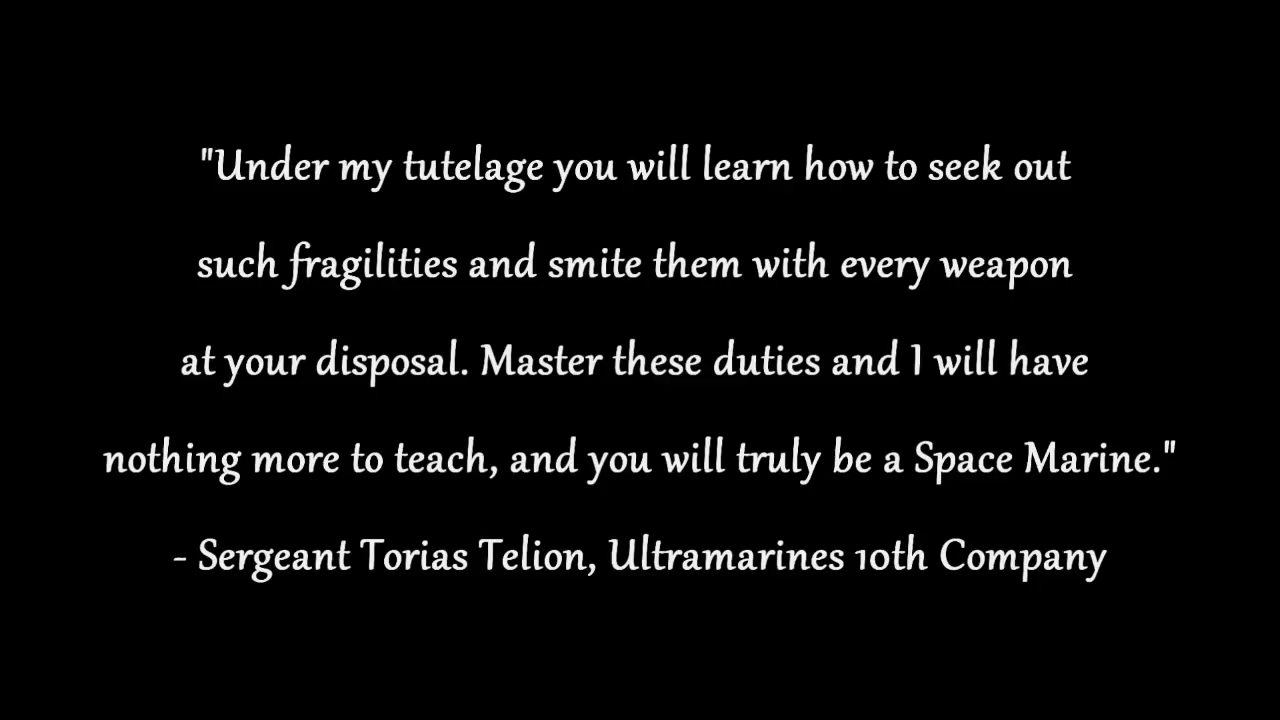 "Under my tutelage you will learn how to seek out
such fragilities and smite them with every weapon
at your disposal. Master these duties and I will have
nothing more to teach, and you will truly be a Space Marine."
- Sergeant Torias Telion, Ultramarines 10th Company